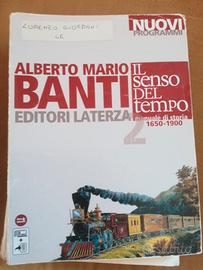 NUOVI
PROGRAMMI
ALBERTO MARIO
BANTI
EDITORI LATERZA
IL
SENSO
DEL
TEMPO
2
manuale di storia
1650-1900